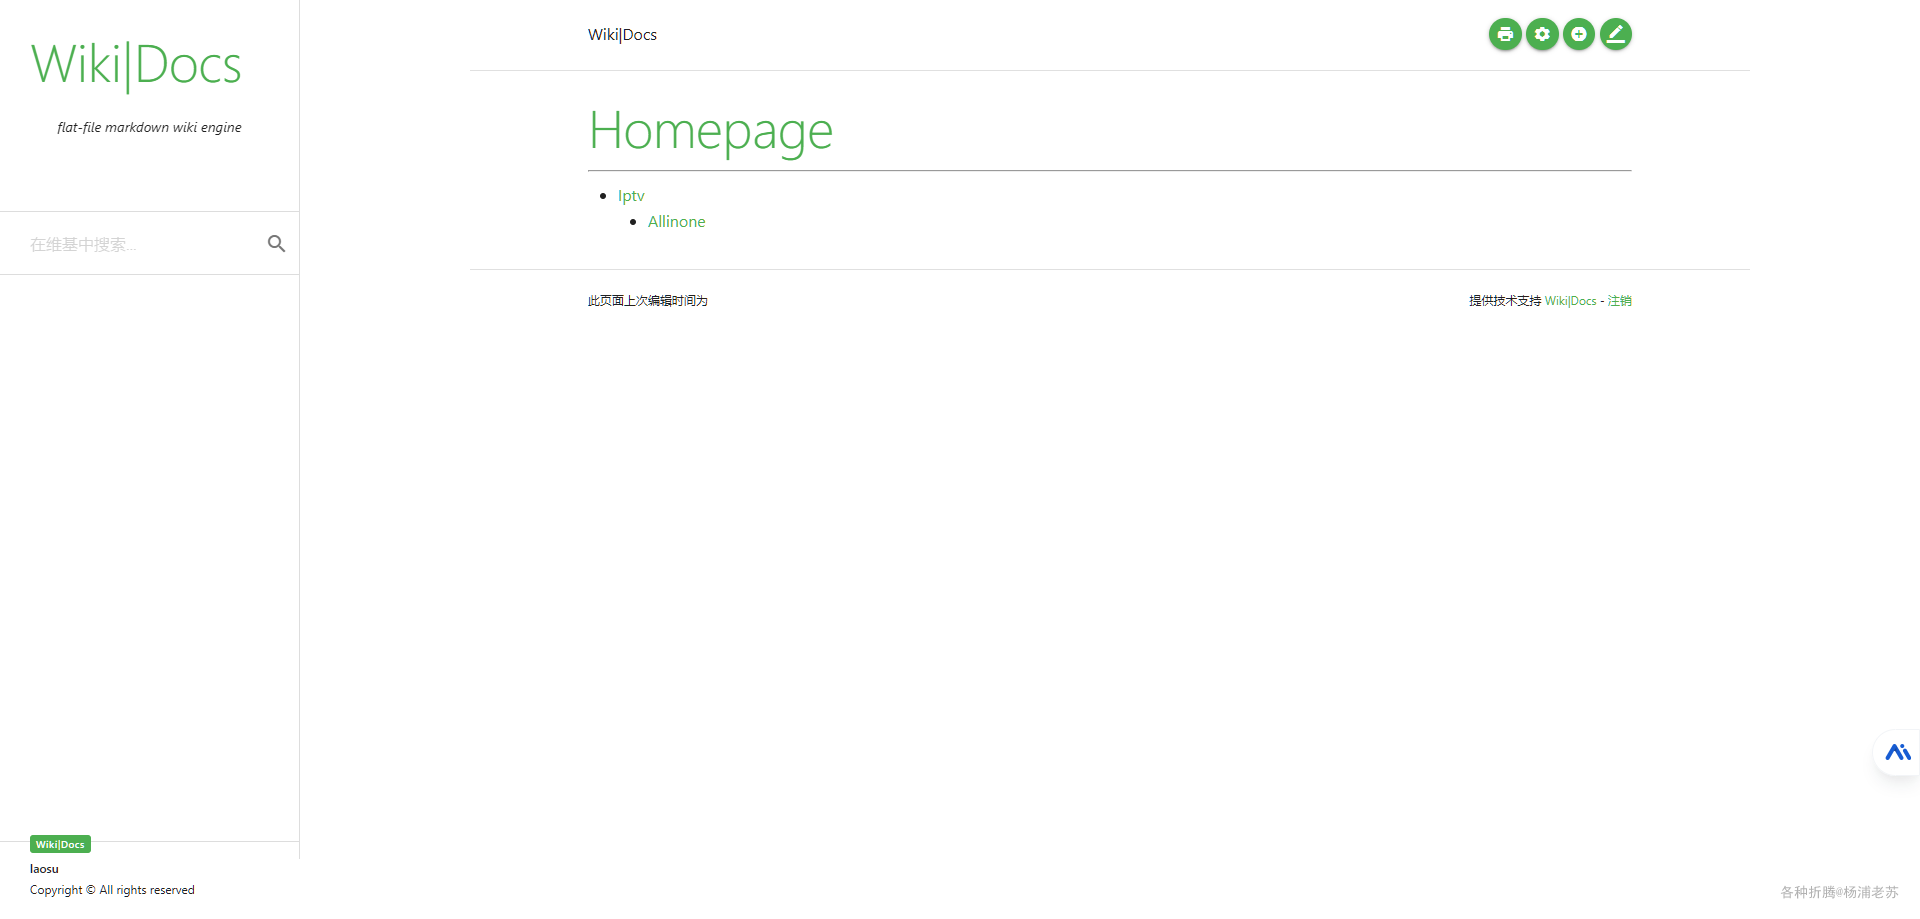 Wiki|Docs
flat-file markdown wiki engine
在维基中搜索...
Wiki|Docs
Homepage
Iptv
Allinone
此页面上次编辑时间为
提供技术支持 Wiki|Docs - 注销
Wiki|Docs
laosu
Copyright © All rights reserved
各种折腾@杨浦老苏